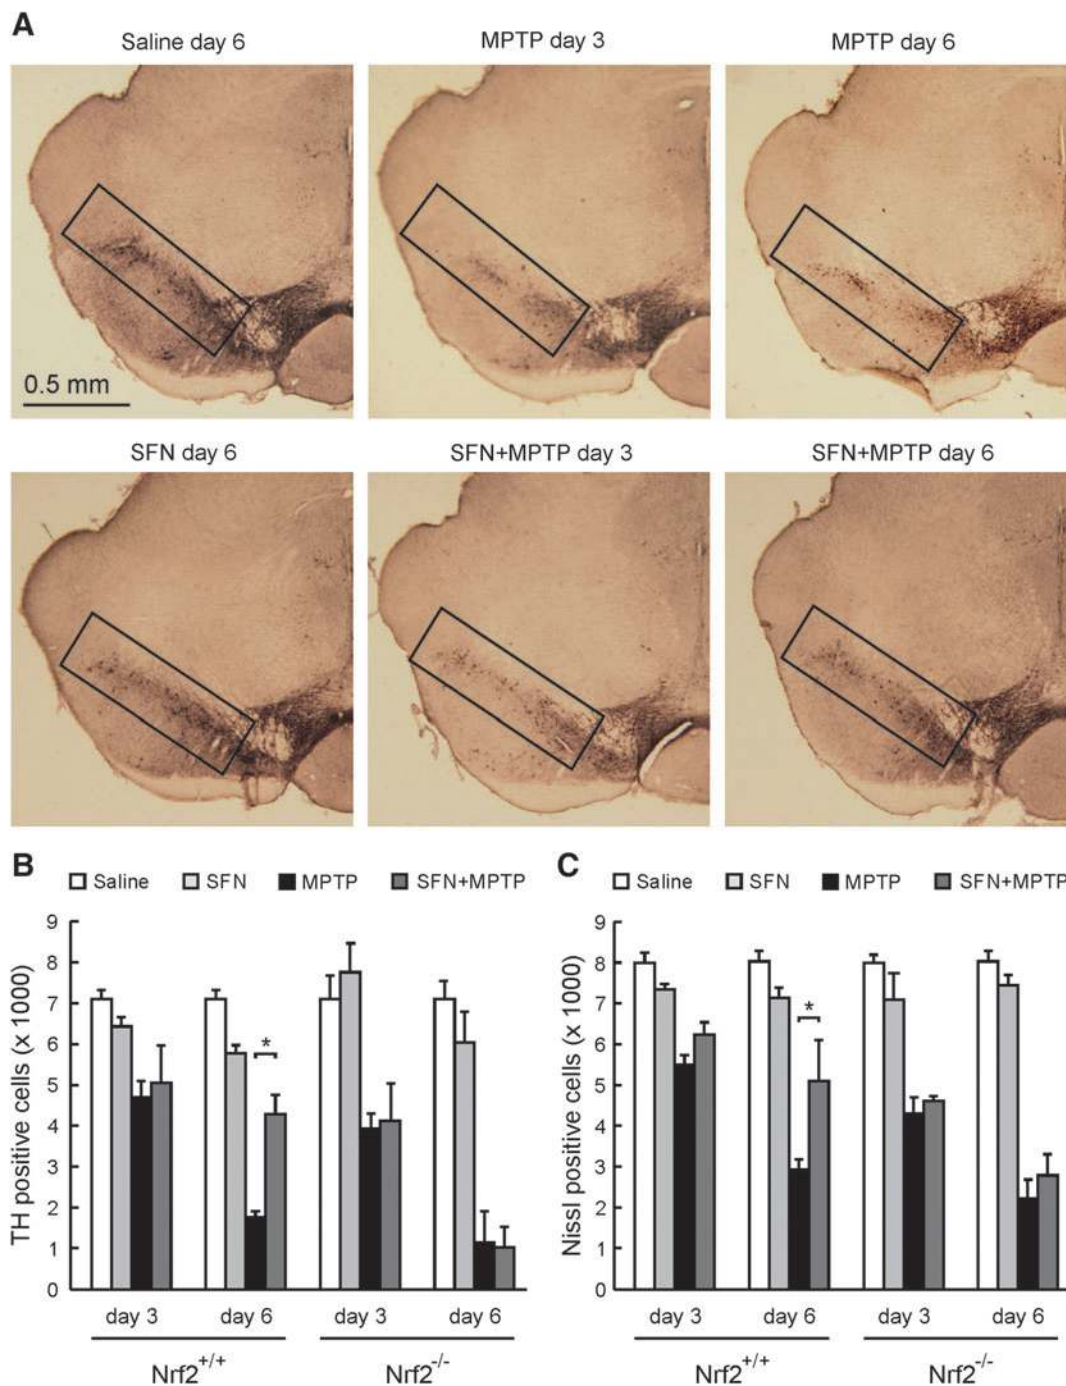 A
Saline day 6
MPTP day 3
MPTP day 6
0.5 mm
SFN day 6
SFN+MPTP day 3
SFN+MPTP day 6
B
Saline SFN MPTP SFN+MPTP
TH positive cells (x 1000)
9
8
7
6
5
4
3
2
1
0
*
day 3 day 6 day 3 day 6
Nrf2+/+ Nrf2-/-
C
Saline SFN MPTP SFN+MPTP
Nissl positive cells (x 1000)
9
8
7
6
5
4
3
2
1
0
*
day 3 day 6 day 3 day 6
Nrf2+/+ Nrf2-/-